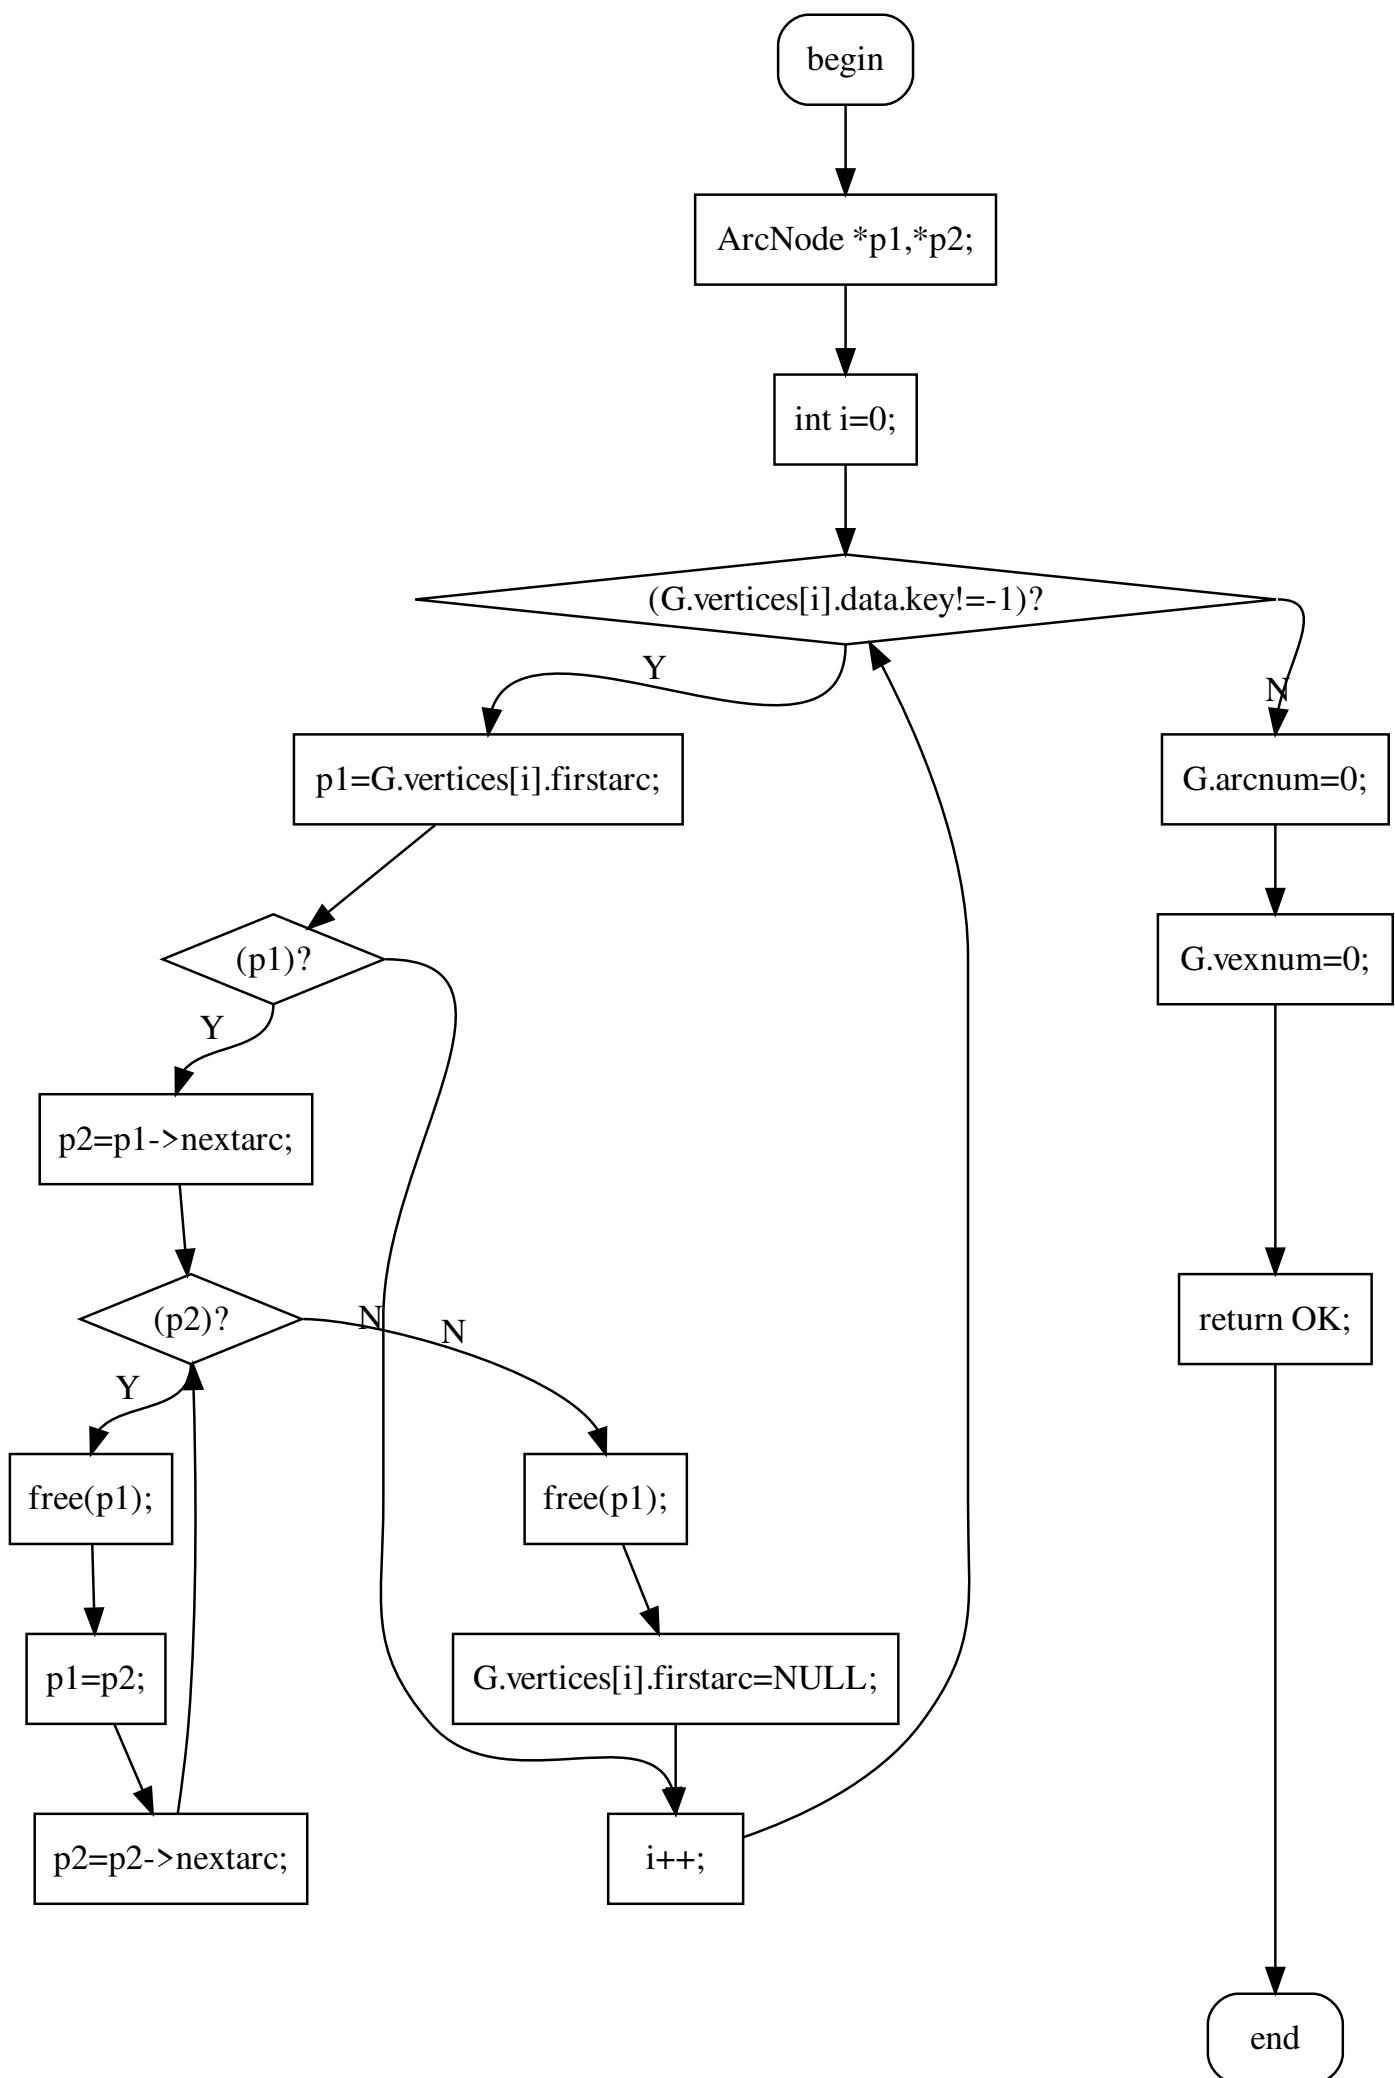 begin
ArcNode *p1,*p2;
int i=0;
(G.vertices[i].data.key!=-1)?
Y
N
p1=G.vertices[i].firstarc;
G.arcnum=0;
(p1)?
G.vexnum=0;
Y
p2=p1->nextarc;
(p2)?
N
N
return OK;
Y
free(p1);
free(p1);
p1=p2;
G.vertices[i].firstarc=NULL;
p2=p2->nextarc;
i++;
end